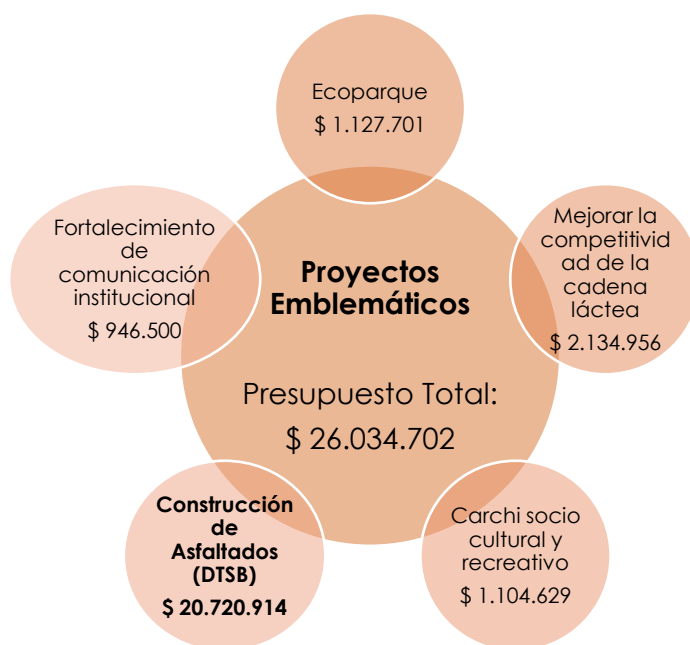 Ecoparque
$ 1.127.701
Fortalecimiento
de
comunicación
institucional
$ 946.500
Proyectos
Emblemáticos
Presupuesto Total:
$ 26.034.702
Mejorar la
competitivid
ad de la
cadena
láctea
$ 2.134.956
Construcción
de
Asfaltados
(DTSB)
$ 20.720.914
Carchi socio
cultural y
recreativo
$ 1.104.629